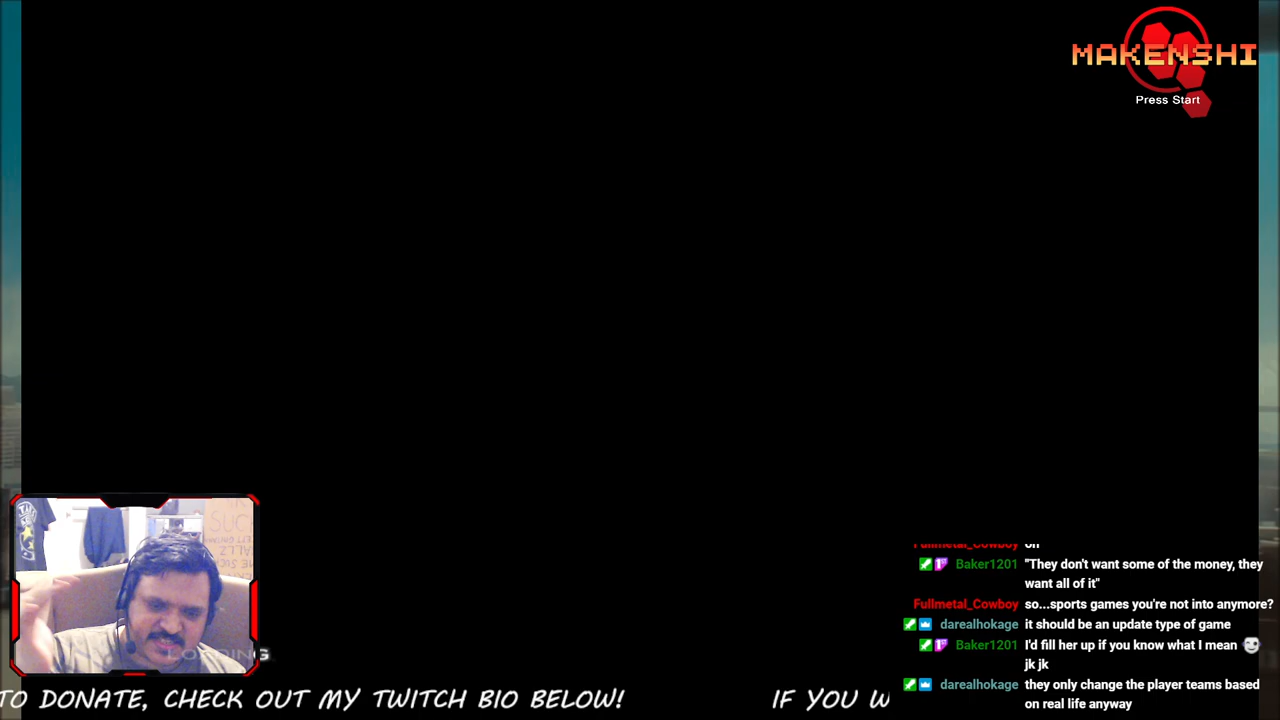 MAKENSHI
Press Start
Fullmetal_Cowboy oh
Baker1201 "They don't want some of the money, they
want all of it"
Fullmetal_Cowboy so...sports games you're not into anymore?
darealhokage it should be an update type of game
Baker1201 I'd fill her up if you know what I mean
jk jk
darealhokage they only change the player teams based
on real life anyway
LOADING
TO DONATE, CHECK OUT MY TWITCH BIO BELOW! IF YOU W